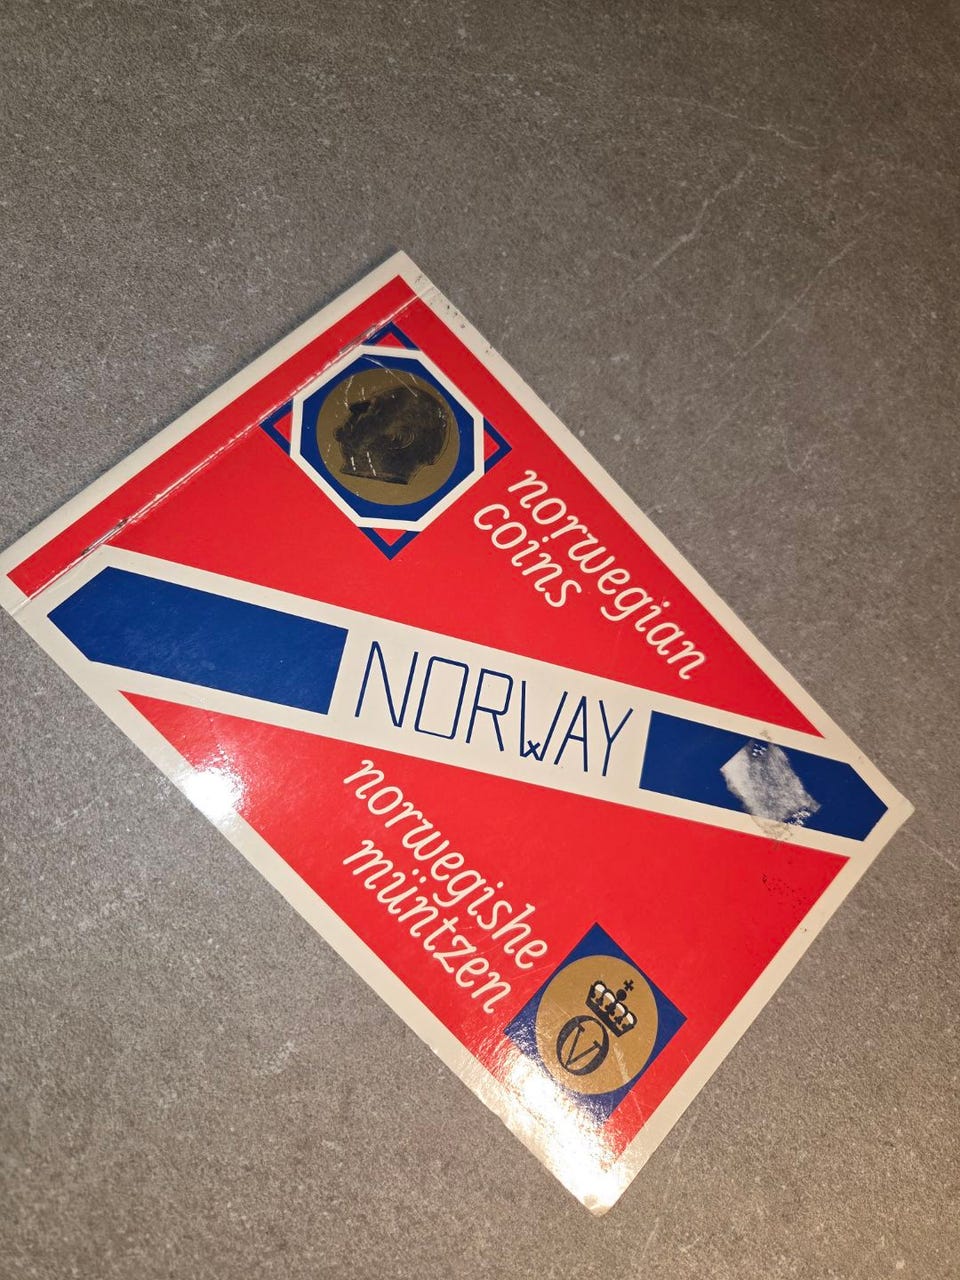 norwegian
coins
NORWAY
norwegishe
müntzen
V